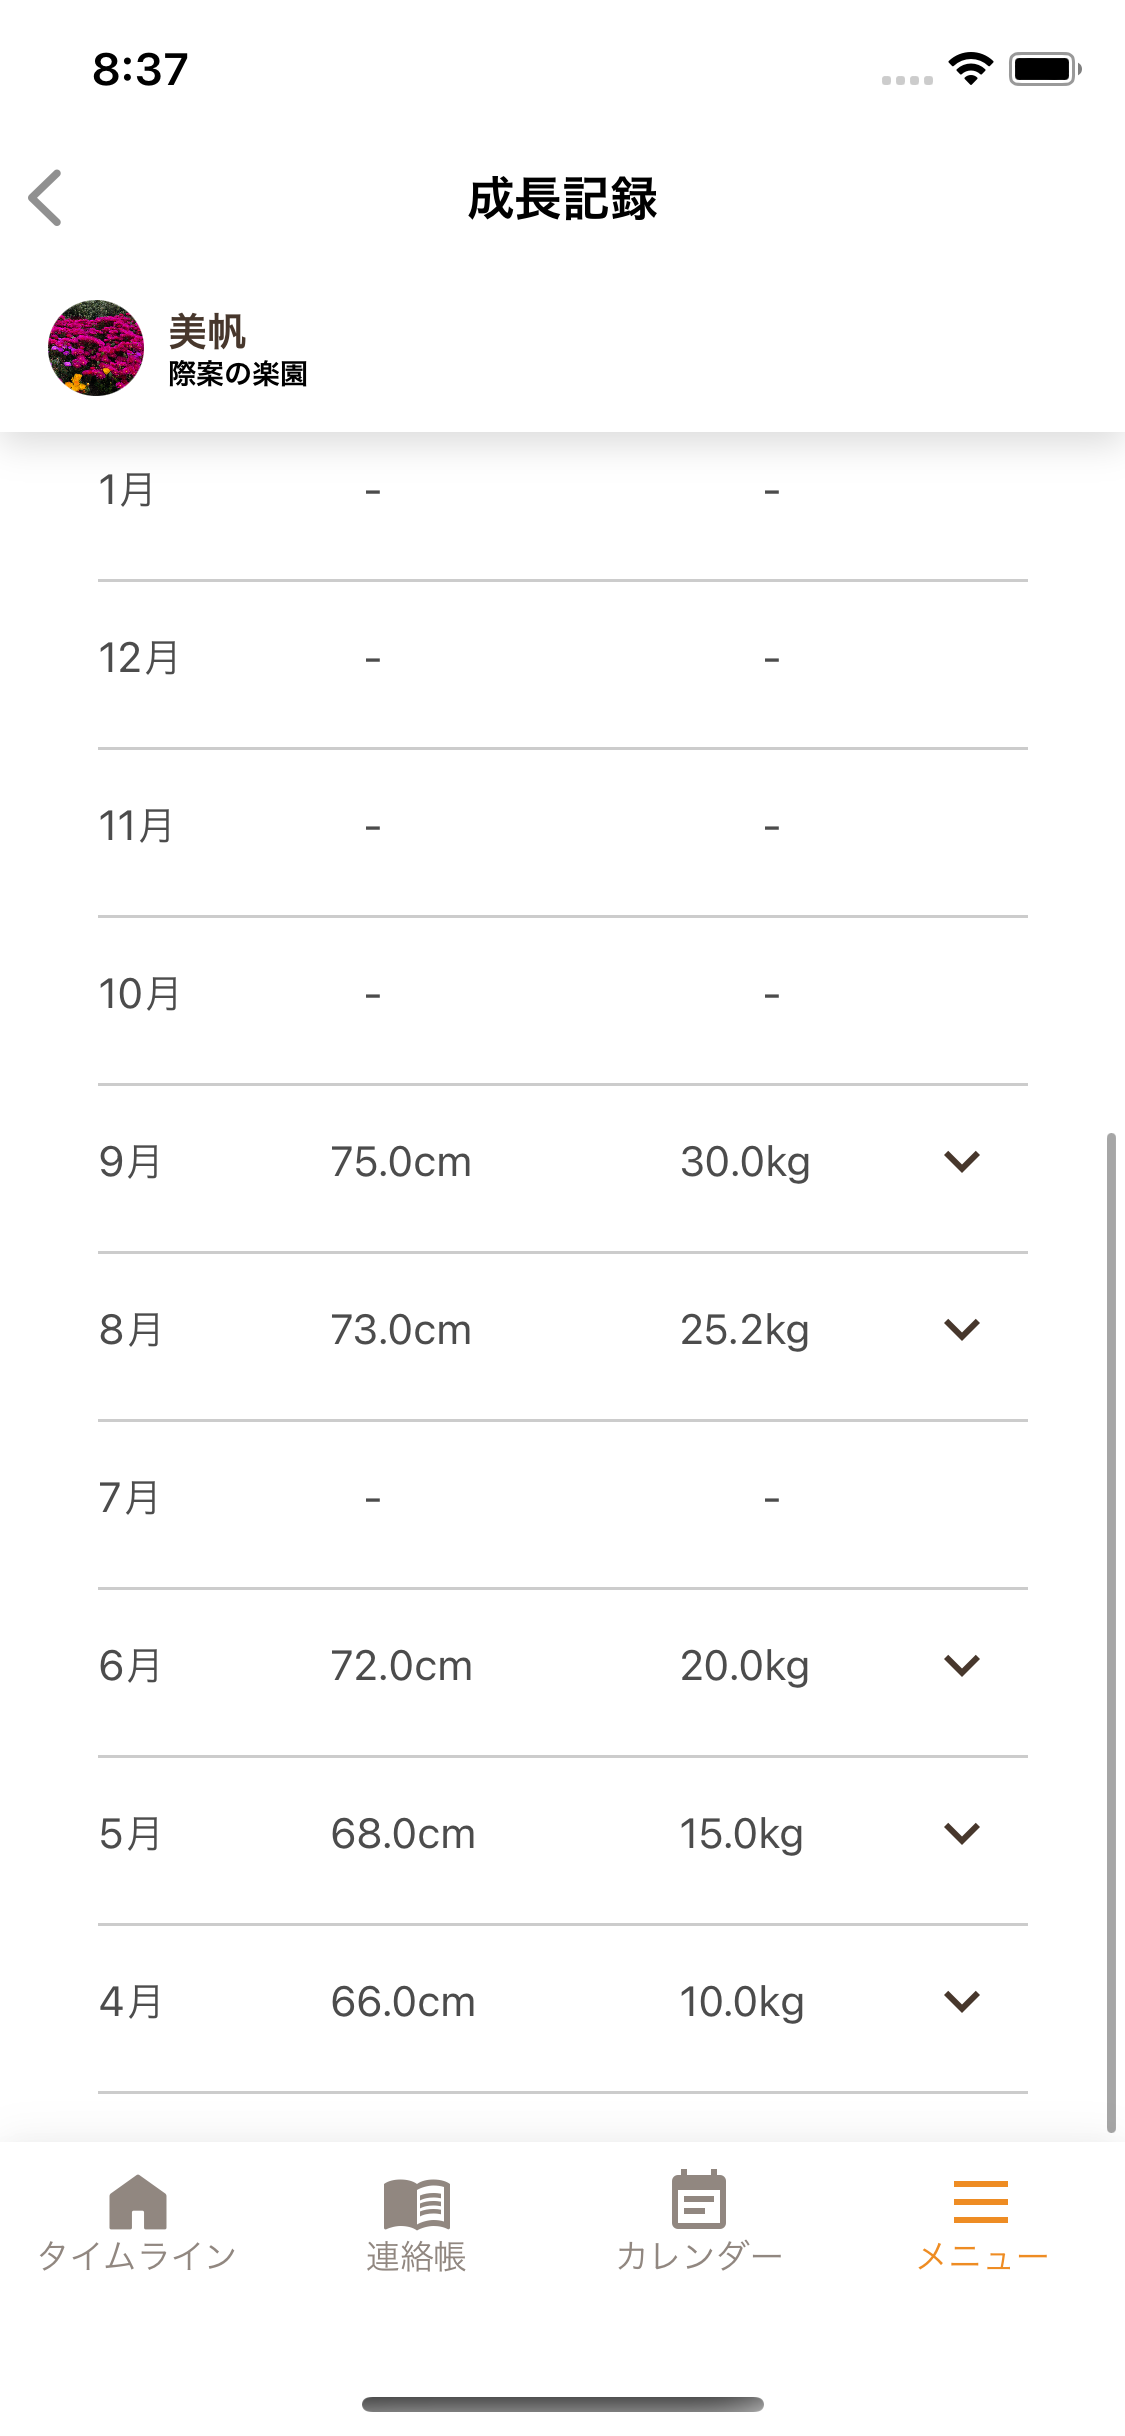 8:37
成長記録
美帆
際案の楽園
1月 - -
12月 - -
11月 - -
10月 - -
9月 75.0cm 30.0kg
8月 73.0cm 25.2kg
7月 - -
6月 72.0cm 20.0kg
5月 68.0cm 15.0kg
4月 66.0cm 10.0kg
タイムライン 連絡帳 カレンダー メニュー